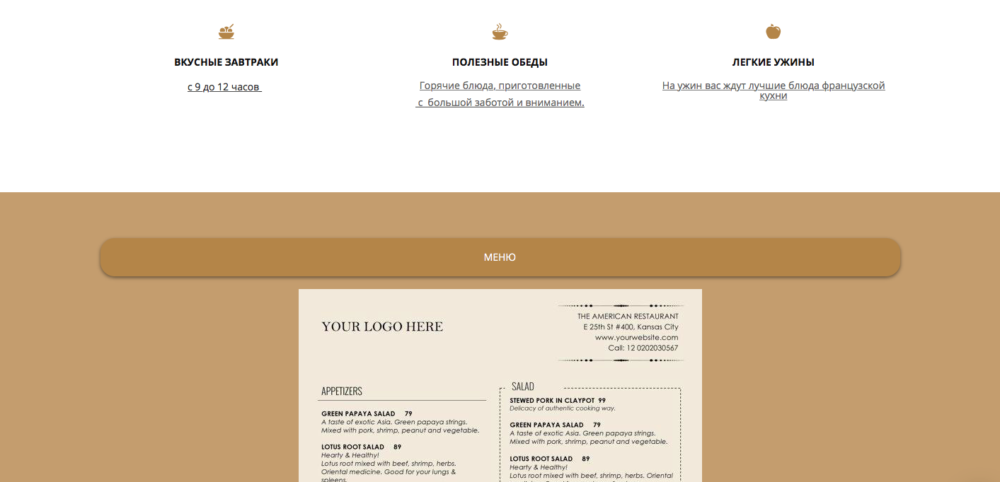 ВКУСНЫЕ ЗАВТРАКИ
с 9 до 12 часов
ПОЛЕЗНЫЕ ОБЕДЫ
Горячие блюда, приготовленные
с большой заботой и вниманием.
ЛЕГКИЕ УЖИНЫ
На ужин вас ждут лучшие блюда французской
кухни
МЕНЮ
YOUR LOGO HERE
THE AMERICAN RESTAURANT
E 25th St #400, Kansas City
www.yourwebsite.com
Call: 12 0202030567
APPETIZERS
GREEN PAPAYA SALAD 79
A taste of exotic Asia. Green papaya strings.
Mixed with pork, shrimp, peanut and vegetable.
LOTUS ROOT SALAD 89
Hearty & Healthy!
Lotus root mixed with beef, shrimp, herbs.
Oriental medicine. Good for your lungs &
spleens.
SALAD
STEWED PORK IN CLAYPOT 99
Delicacy of authentic cooking way.
GREEN PAPAYA SALAD 79
A taste of exotic Asia. Green papaya strings.
Mixed with pork, shrimp, peanut and vegetable.
LOTUS ROOT SALAD 89
Hearty & Healthy!
Lotus root mixed with beef, shrimp, herbs. Oriental